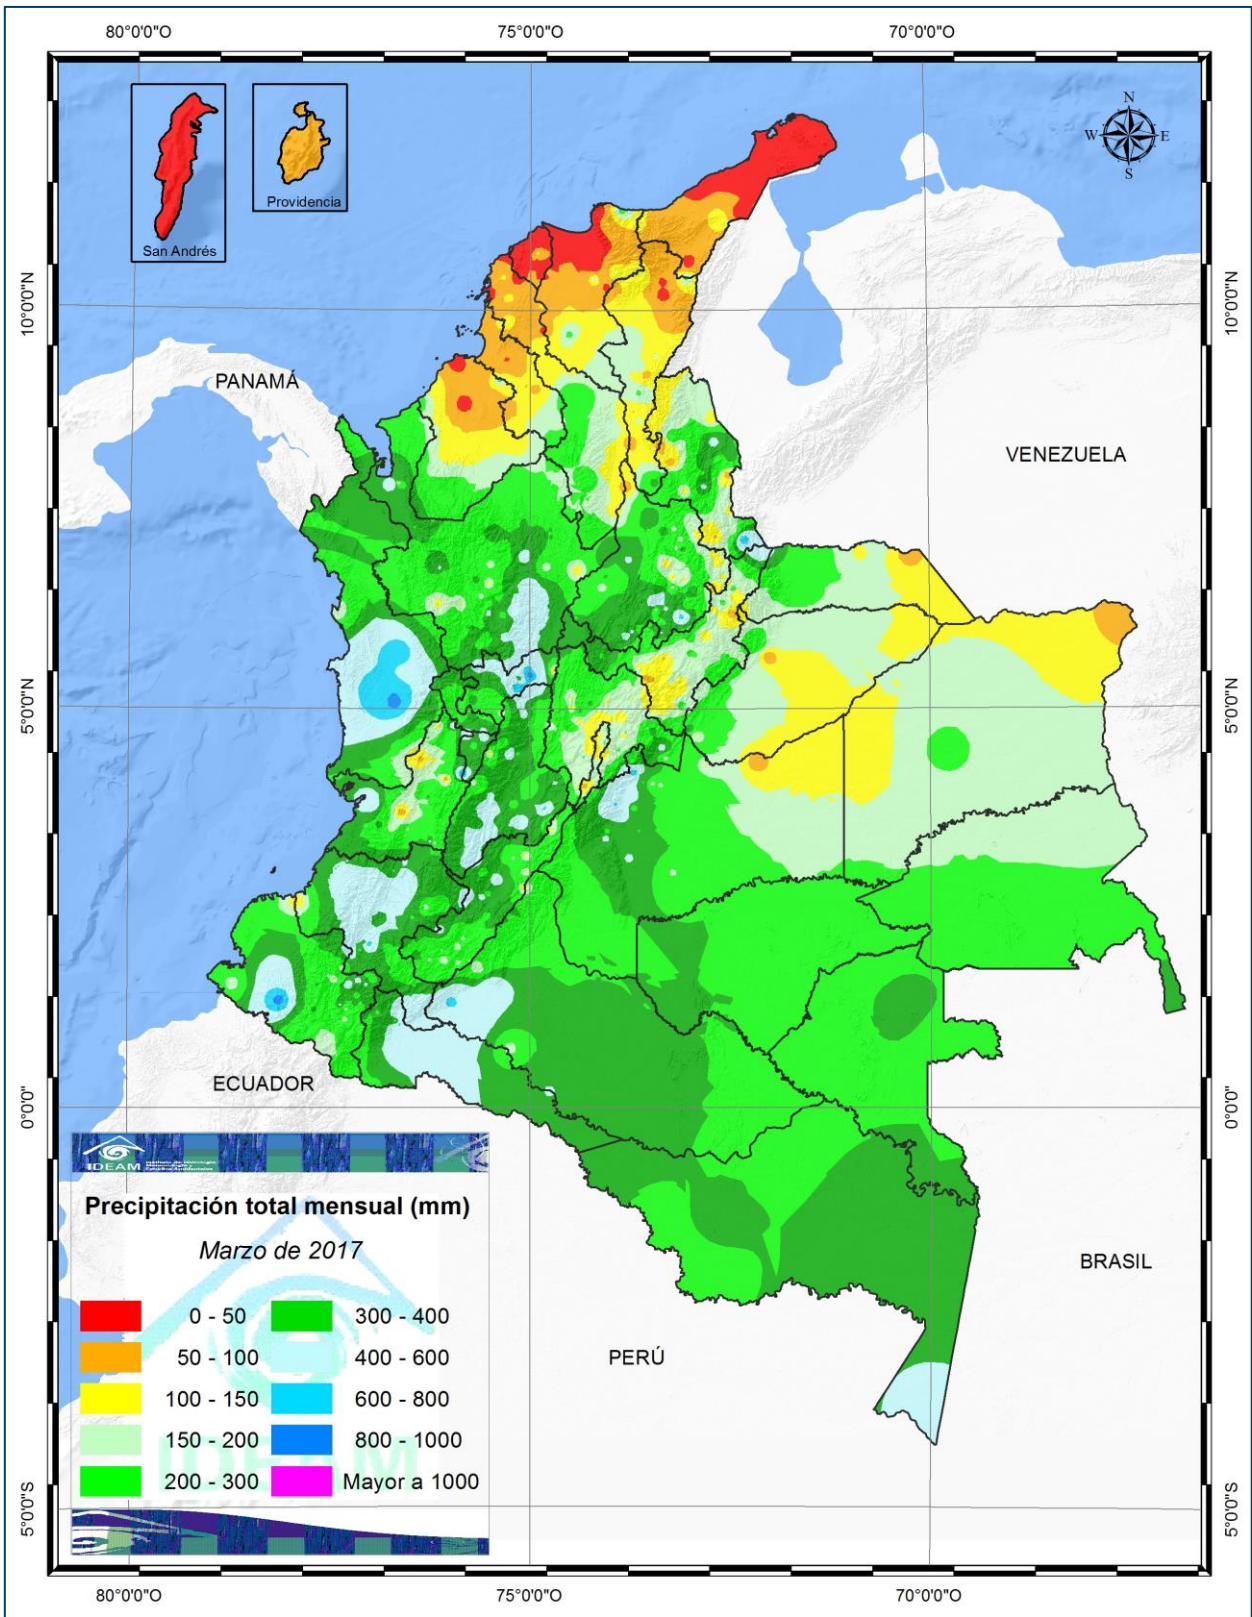 80°0'0"O
75°0'0"O
70°0'0"O
N
W
E
S
San Andrés
Providencia
10°0'0"N
10°0'0"N
PANAMÁ
VENEZUELA
5°0'0"N
5°0'0"N
ECUADOR
0°0'0"
0°0'0"
IDEAM
Precipitación total mensual (mm)
Marzo de 2017
BRASIL
PERÚ
0 - 50
300 - 400
50 - 100
400 - 600
100 - 150
600 - 800
150 - 200
800 - 1000
200 - 300
Mayor a 1000
IDEAM
5°0'0"S
5°0'0"S
80°0'0"O
75°0'0"O
70°0'0"O